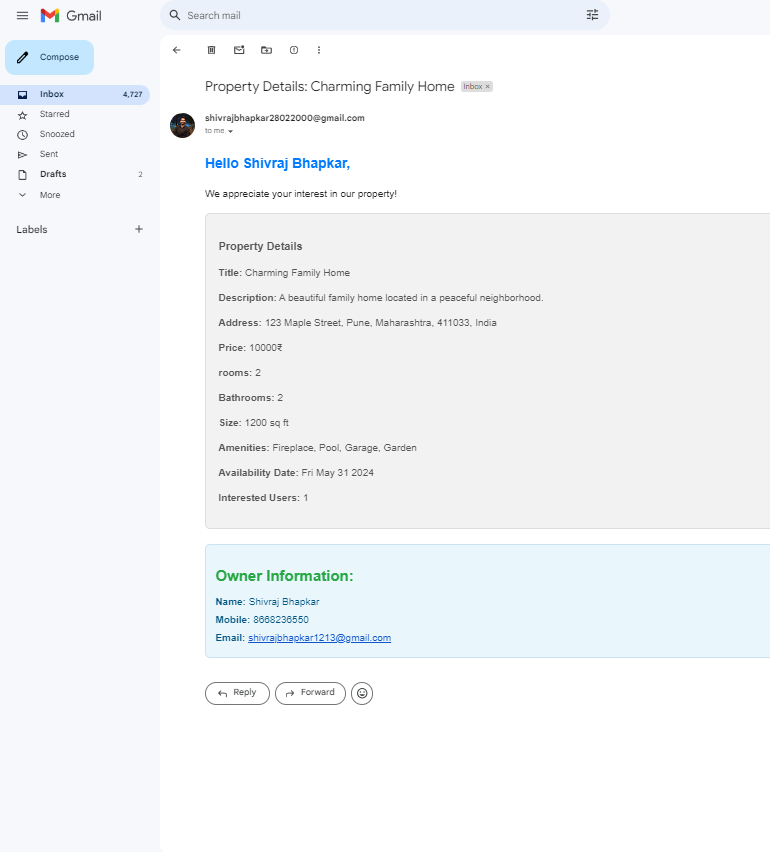 Gmail
Search mail
Compose
Inbox 4,727
Starred
Snoozed
Sent
Drafts 2
More
Labels +
Property Details: Charming Family Home Inbox ×
shivrajbhapkar28022000@gmail.com
to me
Hello Shivraj Bhapkar,
We appreciate your interest in our property!
Property Details
Title: Charming Family Home
Description: A beautiful family home located in a peaceful neighborhood.
Address: 123 Maple Street, Pune, Maharashtra, 411033, India
Price: 10000₹
rooms: 2
Bathrooms: 2
Size: 1200 sq ft
Amenities: Fireplace, Pool, Garage, Garden
Availability Date: Fri May 31 2024
Interested Users: 1
Owner Information:
Name: Shivraj Bhapkar
Mobile: 8668236550
Email: shivrajbhapkar1213@gmail.com
Reply
Forward